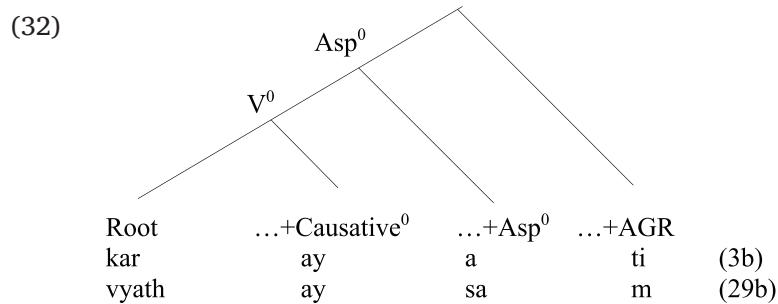 (32)
Asp⁰
V⁰
Root …+Causative⁰ …+Asp⁰ …+AGR
kar ay a ti (3b)
vyath ay sa m (29b)